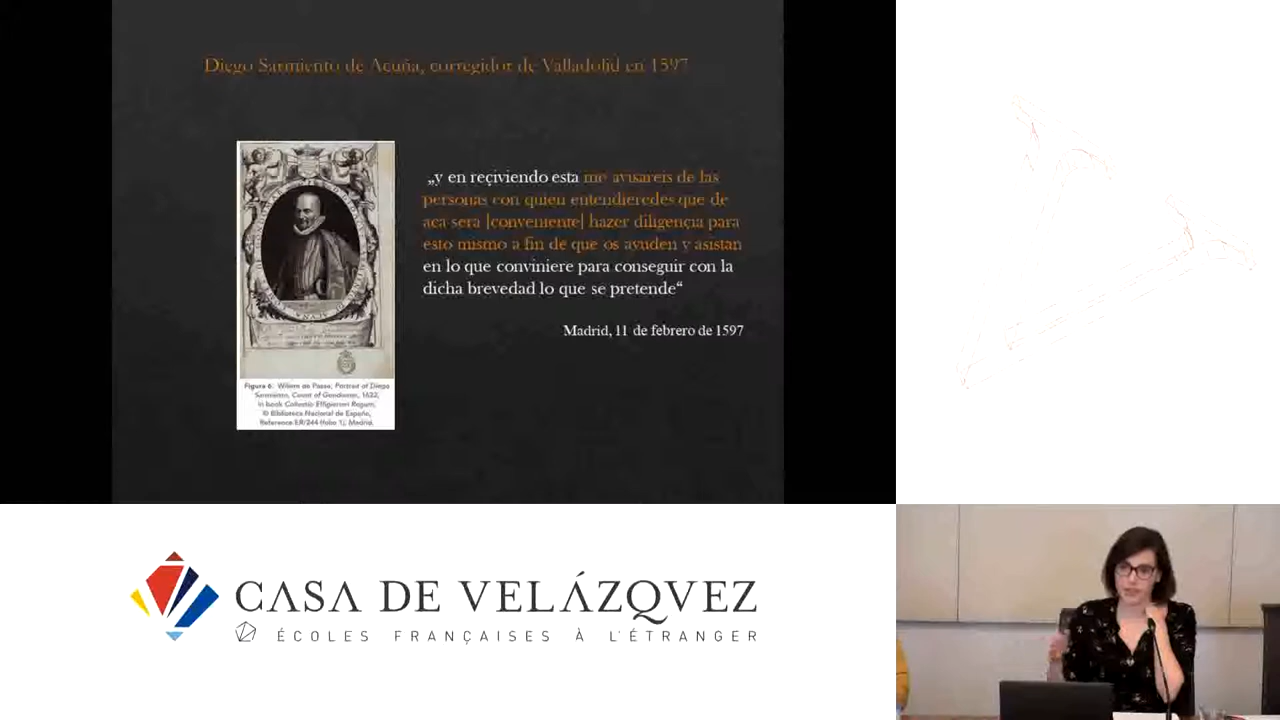 Diego Sarmiento de Acuña, corregidor de Valladolid en 1597
„y en reçiviendo esta me avisareis de las
personas con quien entendieredes que de
aca sera [conveniente] hazer diligençia para
esto mismo a fin de que os ayuden y asistan
en lo que conviniere para conseguir con la
dicha brevedad lo que se pretende“
Madrid, 11 de febrero de 1597
Figura 6. Willem de Passe, Portrait of Diego
Sarmiento, Count of Gondomar, 1622,
in book Collectio Effigierum Regum,
© Biblioteca Nacional de España,
Reference ER/244 (folio 1), Madrid.
CASA DE VELÁZQVEZ
ÉCOLES FRANÇAISES À L'ÉTRANGER